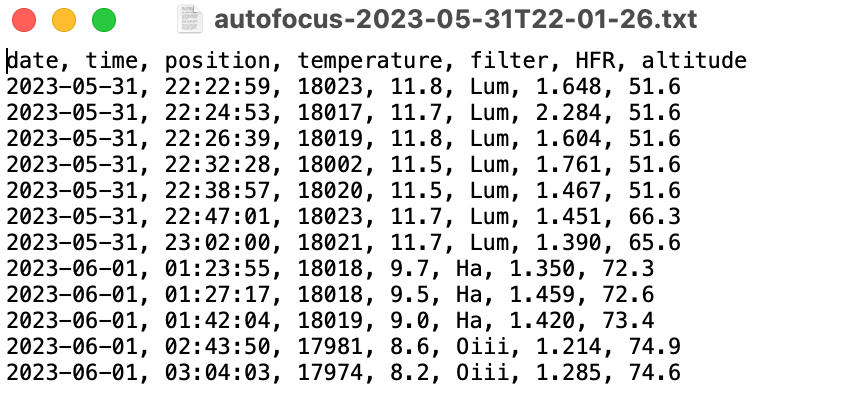 autofocus-2023-05-31T22-01-26.txt
date, time, position, temperature, filter, HFR, altitude
2023-05-31, 22:22:59, 18023, 11.8, Lum, 1.648, 51.6
2023-05-31, 22:24:53, 18017, 11.7, Lum, 2.284, 51.6
2023-05-31, 22:26:39, 18019, 11.8, Lum, 1.604, 51.6
2023-05-31, 22:32:28, 18002, 11.5, Lum, 1.761, 51.6
2023-05-31, 22:38:57, 18020, 11.5, Lum, 1.467, 51.6
2023-05-31, 22:47:01, 18023, 11.7, Lum, 1.451, 66.3
2023-05-31, 23:02:00, 18021, 11.7, Lum, 1.390, 65.6
2023-06-01, 01:23:55, 18018, 9.7, Ha, 1.350, 72.3
2023-06-01, 01:27:17, 18018, 9.5, Ha, 1.459, 72.6
2023-06-01, 01:42:04, 18019, 9.0, Ha, 1.420, 73.4
2023-06-01, 02:43:50, 17981, 8.6, Oiii, 1.214, 74.9
2023-06-01, 03:04:03, 17974, 8.2, Oiii, 1.285, 74.6